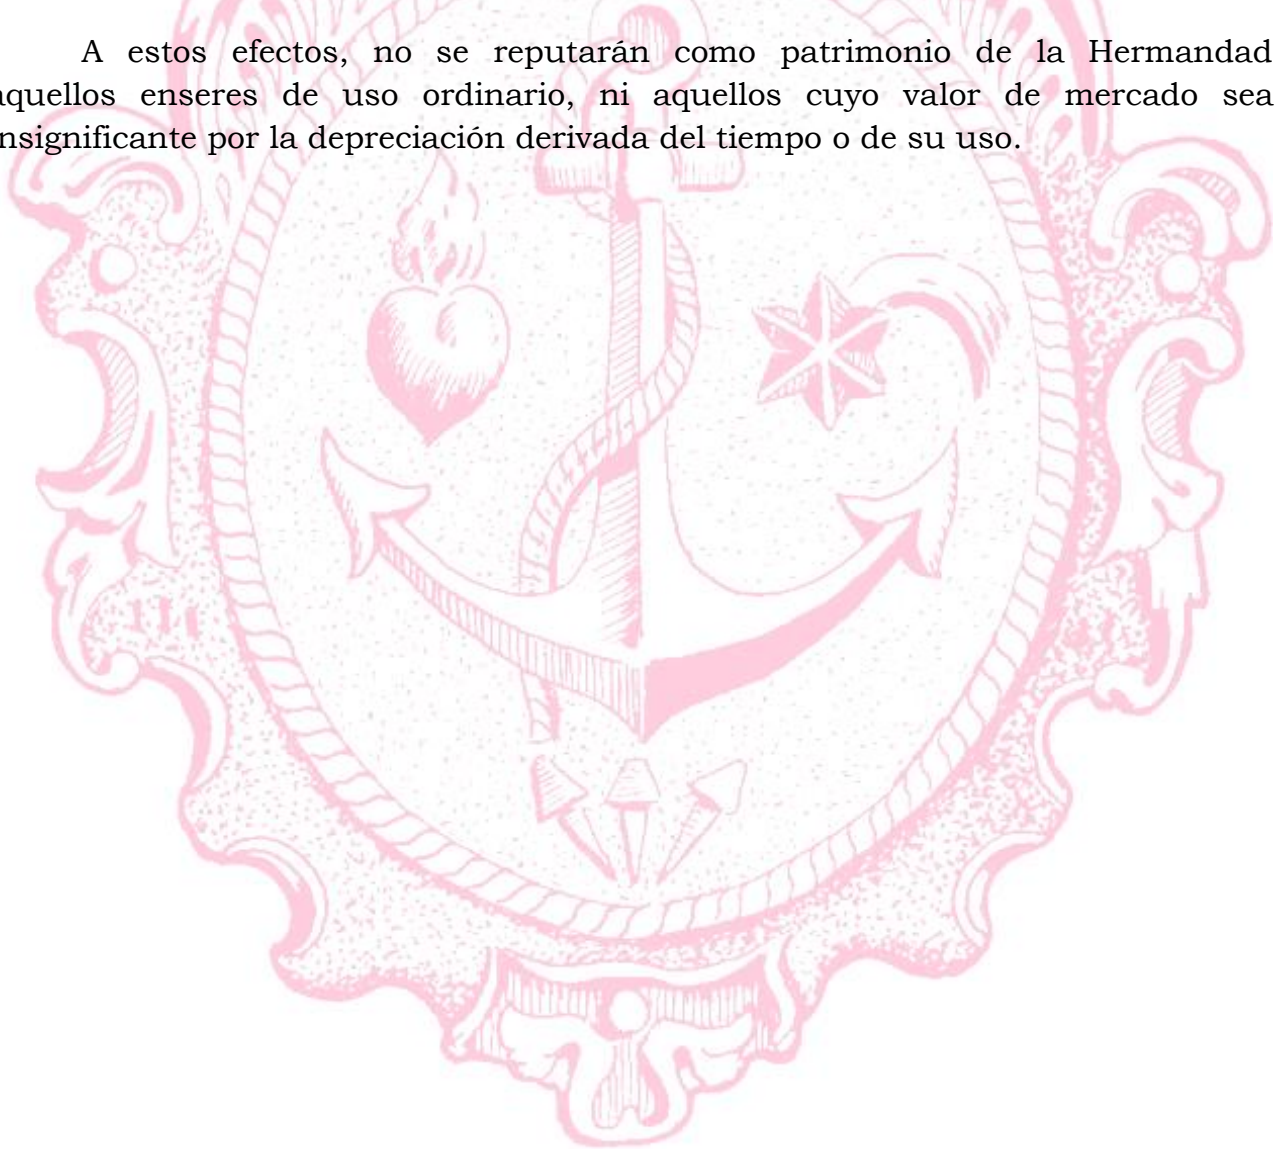 A estos efectos, no se reputarán como patrimonio de la Hermandad
aquellos enseres de uso ordinario, ni aquellos cuyo valor de mercado sea
insignificante por la depreciación derivada del tiempo o de su uso.